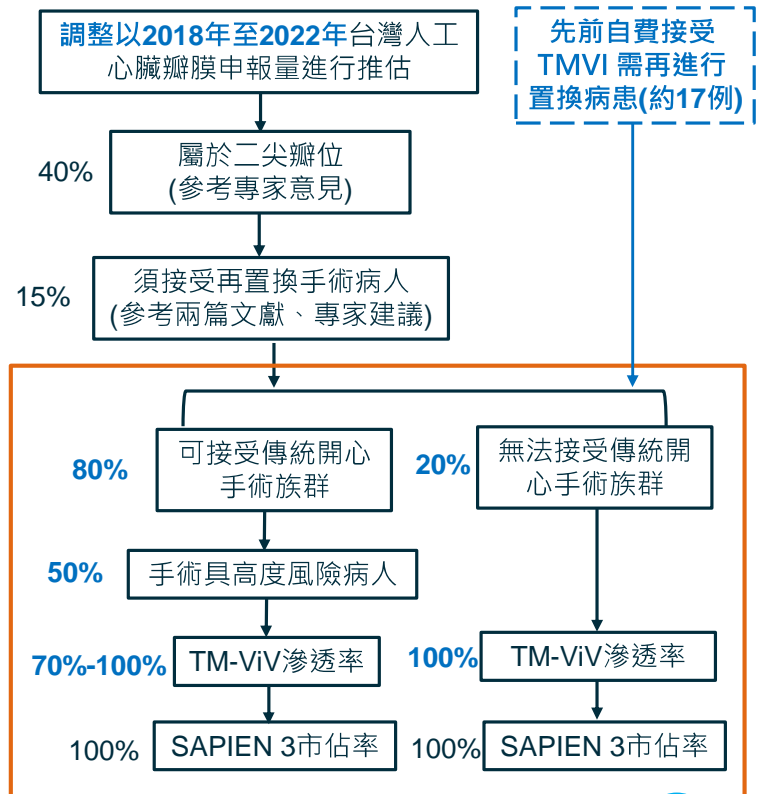 調整以2018年至2022年台灣人工
心臟瓣膜申報量進行推估
先前自費接受
TMVI 需再進行
置換病患(約17例)
40%
屬於二尖瓣位
(參考專家意見)
15%
須接受再置換手術病人
(參考兩篇文獻、專家建議)
80%
可接受傳統開心
手術族群
20%
無法接受傳統開
心手術族群
50%
手術具高度風險病人
70%-100%
TM-ViV滲透率
100%
TM-ViV滲透率
100%
SAPIEN 3市佔率
100%
SAPIEN 3市佔率